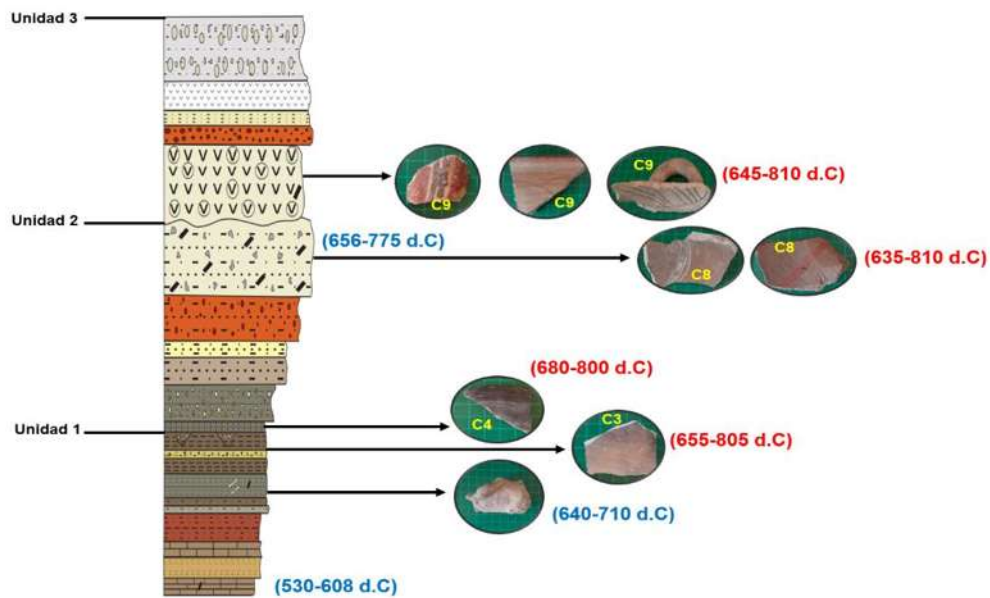 Unidad 3
C9
C9
C9
(645-810 d.C)
Unidad 2
(656-775 d.C)
C8
C8
(635-810 d.C)
(680-800 d.C)
C4
Unidad 1
C3
(655-805 d.C)
(640-710 d.C)
(530-608 d.C)